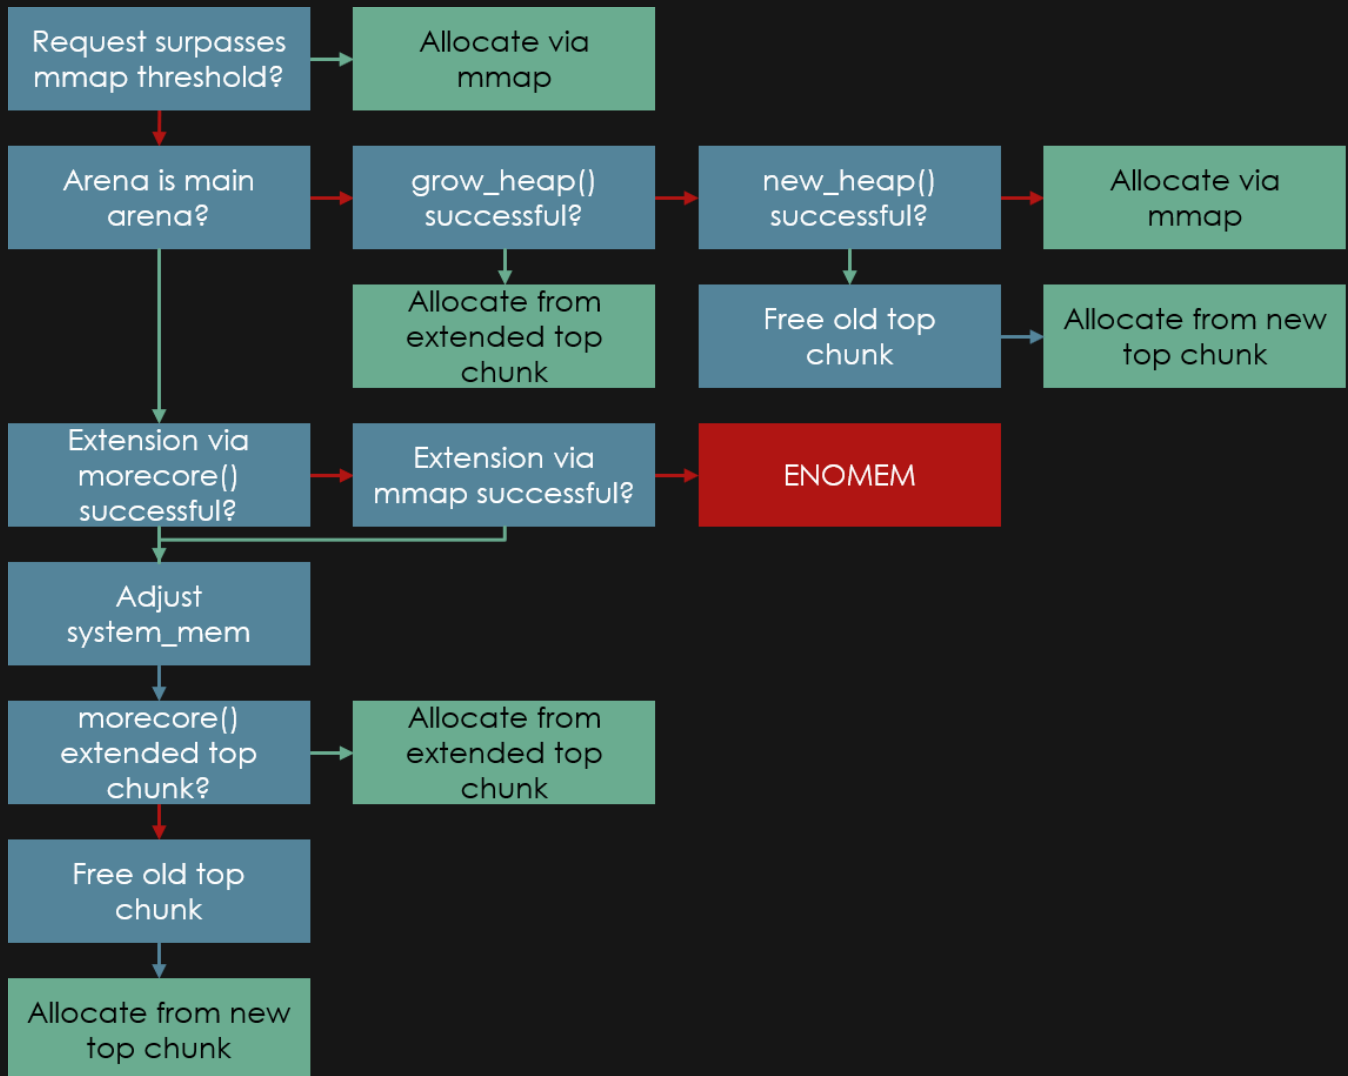 Request surpasses
mmap threshold?
Allocate via
mmap
Arena is main
arena?
grow_heap()
successful?
new_heap()
successful?
Allocate via
mmap
Allocate from
extended top
chunk
Free old top
chunk
Allocate from new
top chunk
Extension via
morecore()
successful?
Extension via
mmap successful?
ENOMEM
Adjust
system_mem
morecore()
extended top
chunk?
Allocate from
extended top
chunk
Free old top
chunk
Allocate from new
top chunk